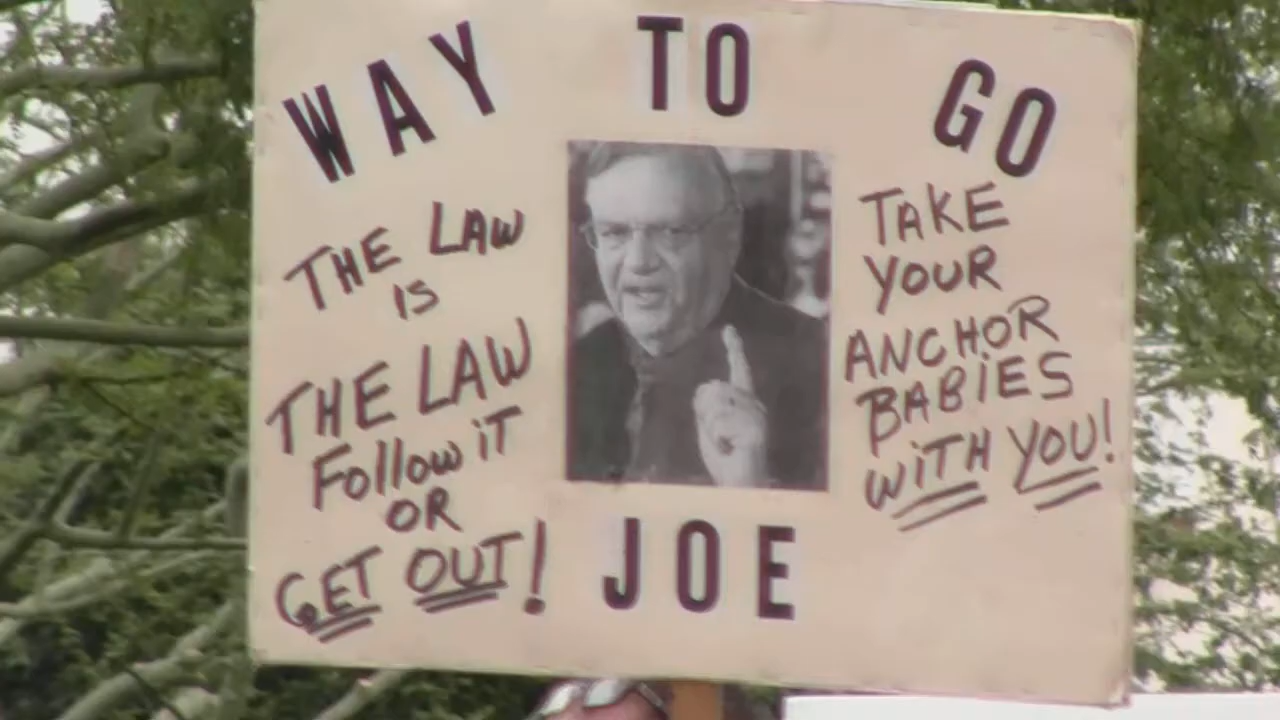 WAY TO GO
THE LAW
IS
THE LAW
Follow iT
OR
GET OUT!
TAKE
YOUR
ANCHOR
BABiES
WiTH YOU!
JOE